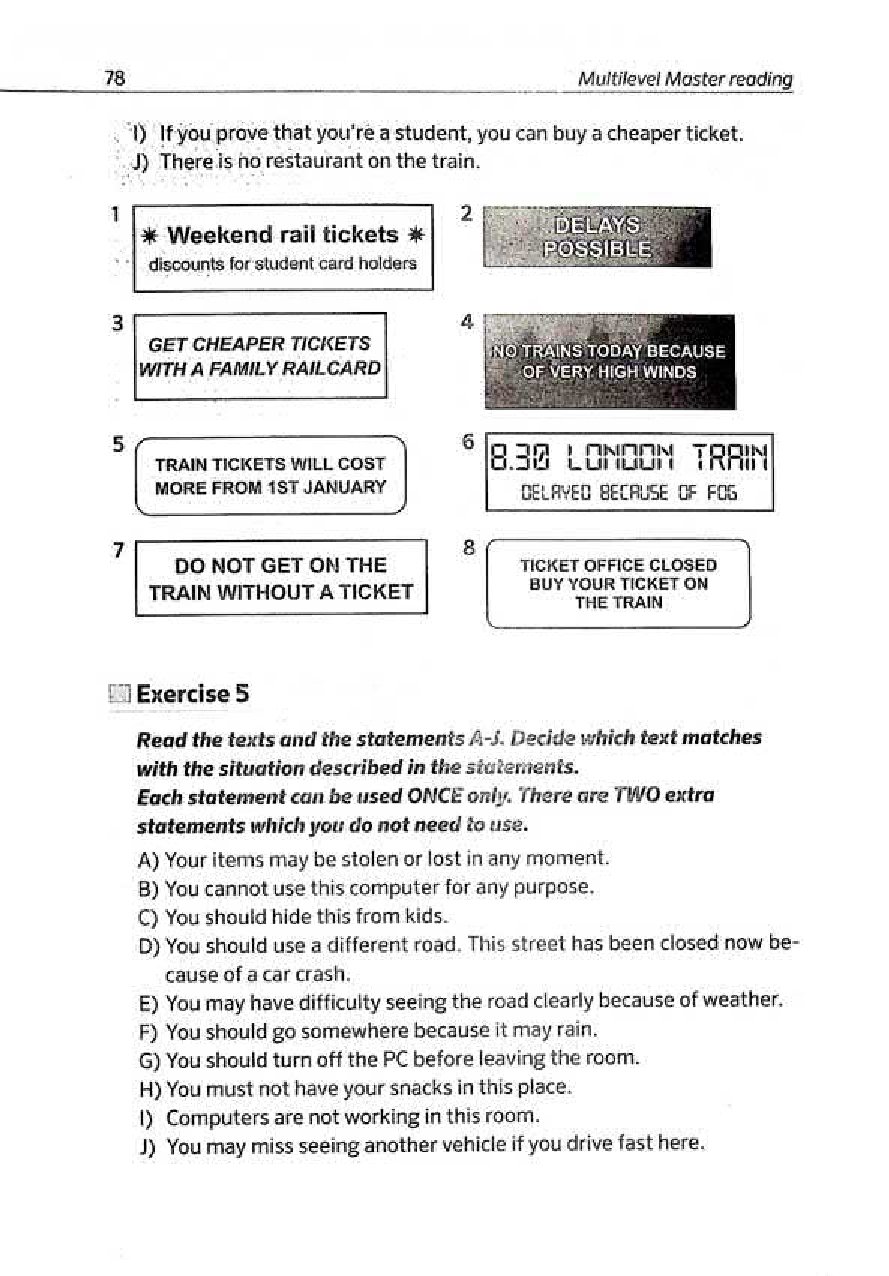 78
Multilevel Master reading
I) If you prove that you're a student, you can buy a cheaper ticket.
J) There is no restaurant on the train.
1
* Weekend rail tickets *
discounts for student card holders
2
DELAYS
POSSIBLE
3
GET CHEAPER TICKETS
WITH A FAMILY RAILCARD
4
NO TRAINS TODAY BECAUSE
OF VERY HIGH WINDS
5
TRAIN TICKETS WILL COST
MORE FROM 1ST JANUARY
6
8.30 LONDON TRAIN
DELAYED BECAUSE OF FOG
7
DO NOT GET ON THE
TRAIN WITHOUT A TICKET
8
TICKET OFFICE CLOSED
BUY YOUR TICKET ON
THE TRAIN
Exercise 5
Read the texts and the statements A-J. Decide which text matches
with the situation described in the statements.
Each statement can be used ONCE only. There are TWO extra
statements which you do not need to use.
A) Your items may be stolen or lost in any moment.
B) You cannot use this computer for any purpose.
C) You should hide this from kids.
D) You should use a different road. This street has been closed now be-
cause of a car crash.
E) You may have difficulty seeing the road clearly because of weather.
F) You should go somewhere because it may rain.
G) You should turn off the PC before leaving the room.
H) You must not have your snacks in this place.
I) Computers are not working in this room.
J) You may miss seeing another vehicle if you drive fast here.